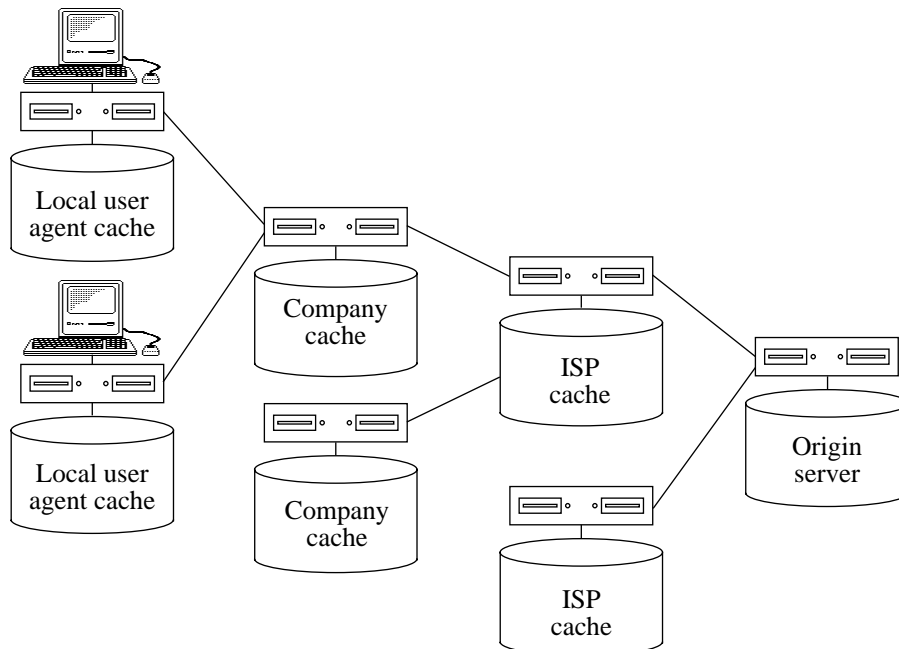 Local user
agent cache
Company
cache
ISP
cache
Origin
server
Local user
agent cache
Company
cache
ISP
cache